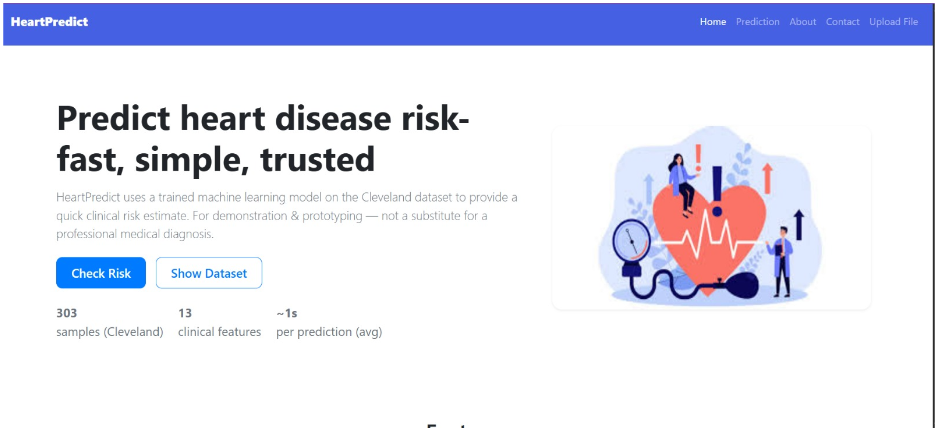 HeartPredict
Home Prediction About Contact Upload File
Predict heart disease risk-
fast, simple, trusted
HeartPredict uses a trained machine learning model on the Cleveland dataset to provide a
quick clinical risk estimate. For demonstration & prototyping — not a substitute for a
professional medical diagnosis.
Check Risk Show Dataset
303 13 ~1s
samples (Cleveland) clinical features per prediction (avg)